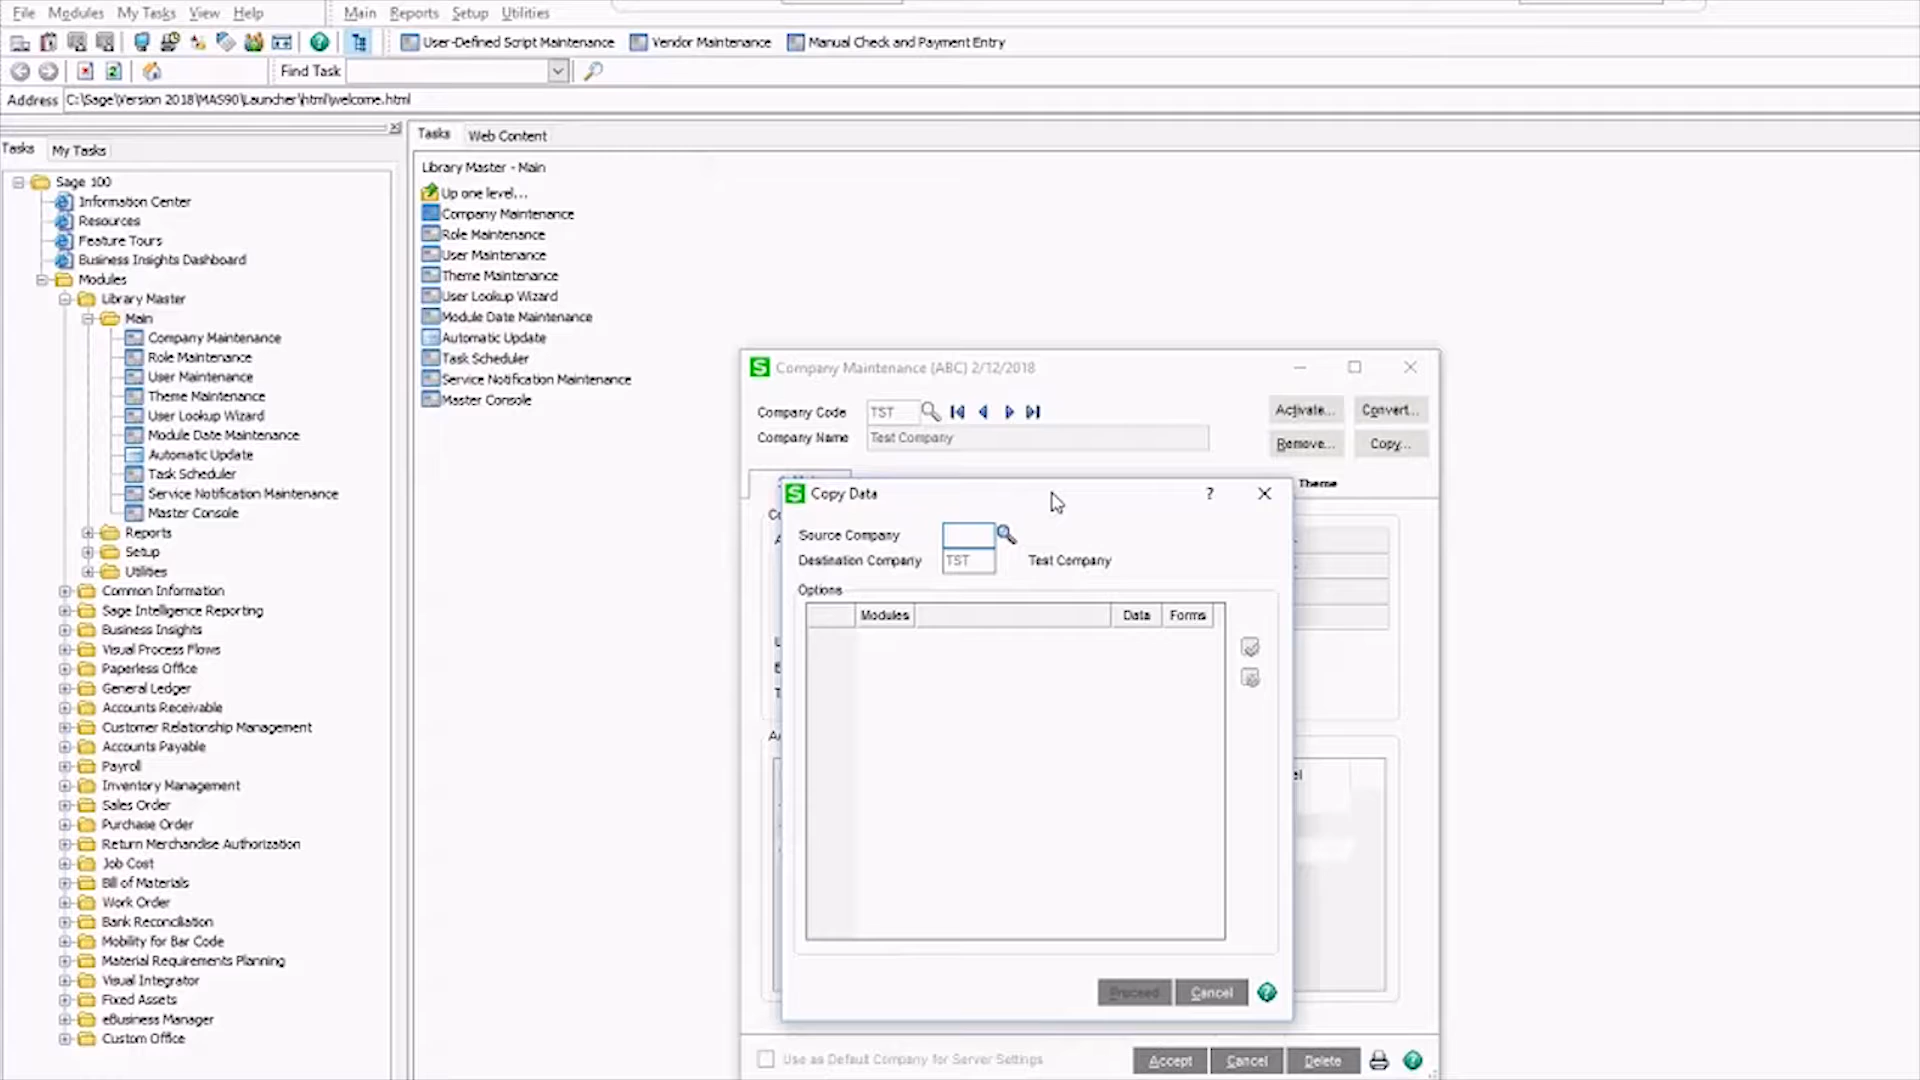 File Modules My Tasks View Help Main Reports Setup Utilities
User-Defined Script Maintenance Vendor Maintenance Manual Check and Payment Entry
Find Task
Address C:\Sage\Version 2018\MAS90\Launcher\html\welcome.html
Tasks My Tasks
Sage 100
Information Center
Resources
Feature Tours
Business Insights Dashboard
Modules
Library Master
Main
Company Maintenance
Role Maintenance
User Maintenance
Theme Maintenance
User Lookup Wizard
Module Date Maintenance
Automatic Update
Task Scheduler
Service Notification Maintenance
Master Console
Reports
Setup
Utilities
Common Information
Sage Intelligence Reporting
Business Insights
Visual Process Flows
Paperless Office
General Ledger
Accounts Receivable
Customer Relationship Management
Accounts Payable
Payroll
Inventory Management
Sales Order
Purchase Order
Return Merchandise Authorization
Job Cost
Bill of Materials
Work Order
Bank Reconciliation
Mobility for Bar Code
Material Requirements Planning
Visual Integrator
Fixed Assets
eBusiness Manager
Custom Office
Tasks Web Content
Library Master - Main
Up one level...
Company Maintenance
Role Maintenance
User Maintenance
Theme Maintenance
User Lookup Wizard
Module Date Maintenance
Automatic Update
Task Scheduler
Service Notification Maintenance
Master Console
S Company Maintenance (ABC) 2/12/2018
Company Code TST Activate... Convert...
Company Name Test Company Remove... Copy...
Theme
S Copy Data ?
Source Company
Destination Company TST Test Company
Options
Modules Data Forms
Proceed Cancel
Use as Default Company for Server Settings Accept Cancel Delete